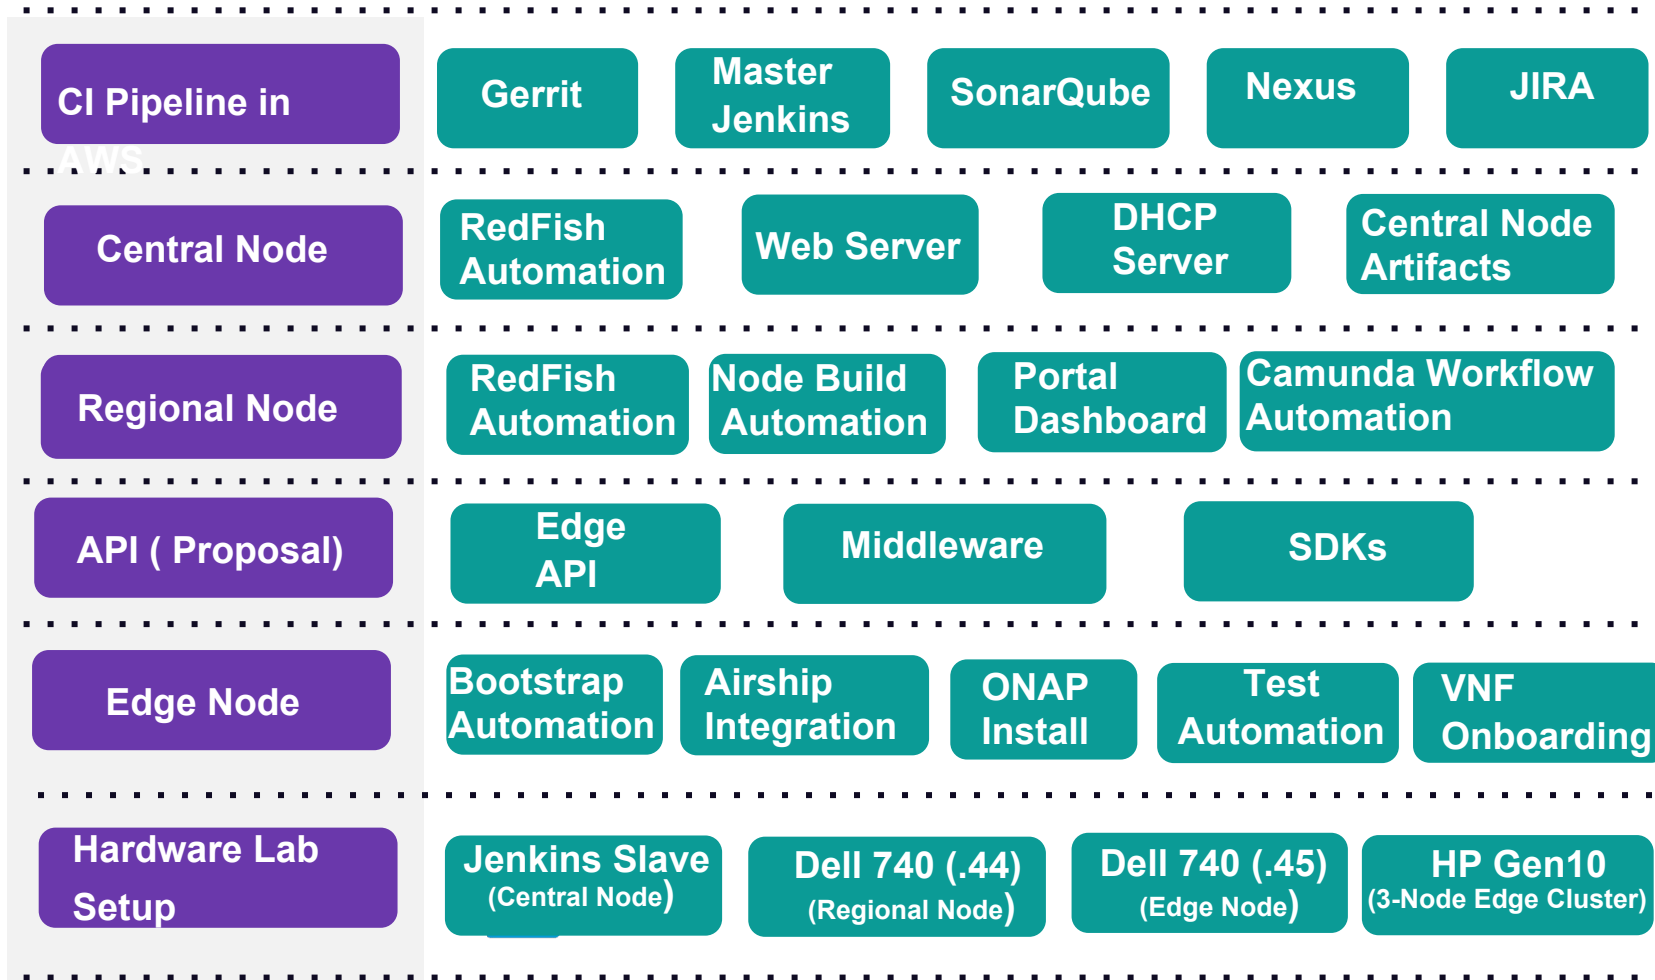 CI Pipeline in
AWS
Gerrit
Master
Jenkins
SonarQube
Nexus
JIRA
Central Node
RedFish
Automation
Web Server
DHCP
Server
Central Node
Artifacts
Regional Node
RedFish
Automation
Node Build
Automation
Portal
Dashboard
Camunda Workflow
Automation
API ( Proposal)
Edge
API
Middleware
SDKs
Edge Node
Bootstrap
Automation
Airship
Integration
ONAP
Install
Test
Automation
VNF
Onboarding
Hardware Lab
Setup
Jenkins Slave
(Central Node)
Dell 740 (.44)
(Regional Node)
Dell 740 (.45)
(Edge Node)
HP Gen10
(3-Node Edge Cluster)